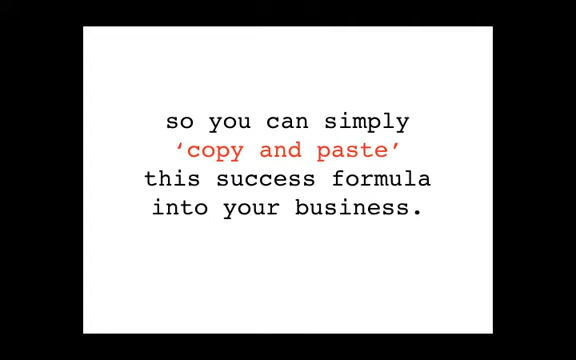 so you can simply
‘copy and paste’
this success formula
into your business.